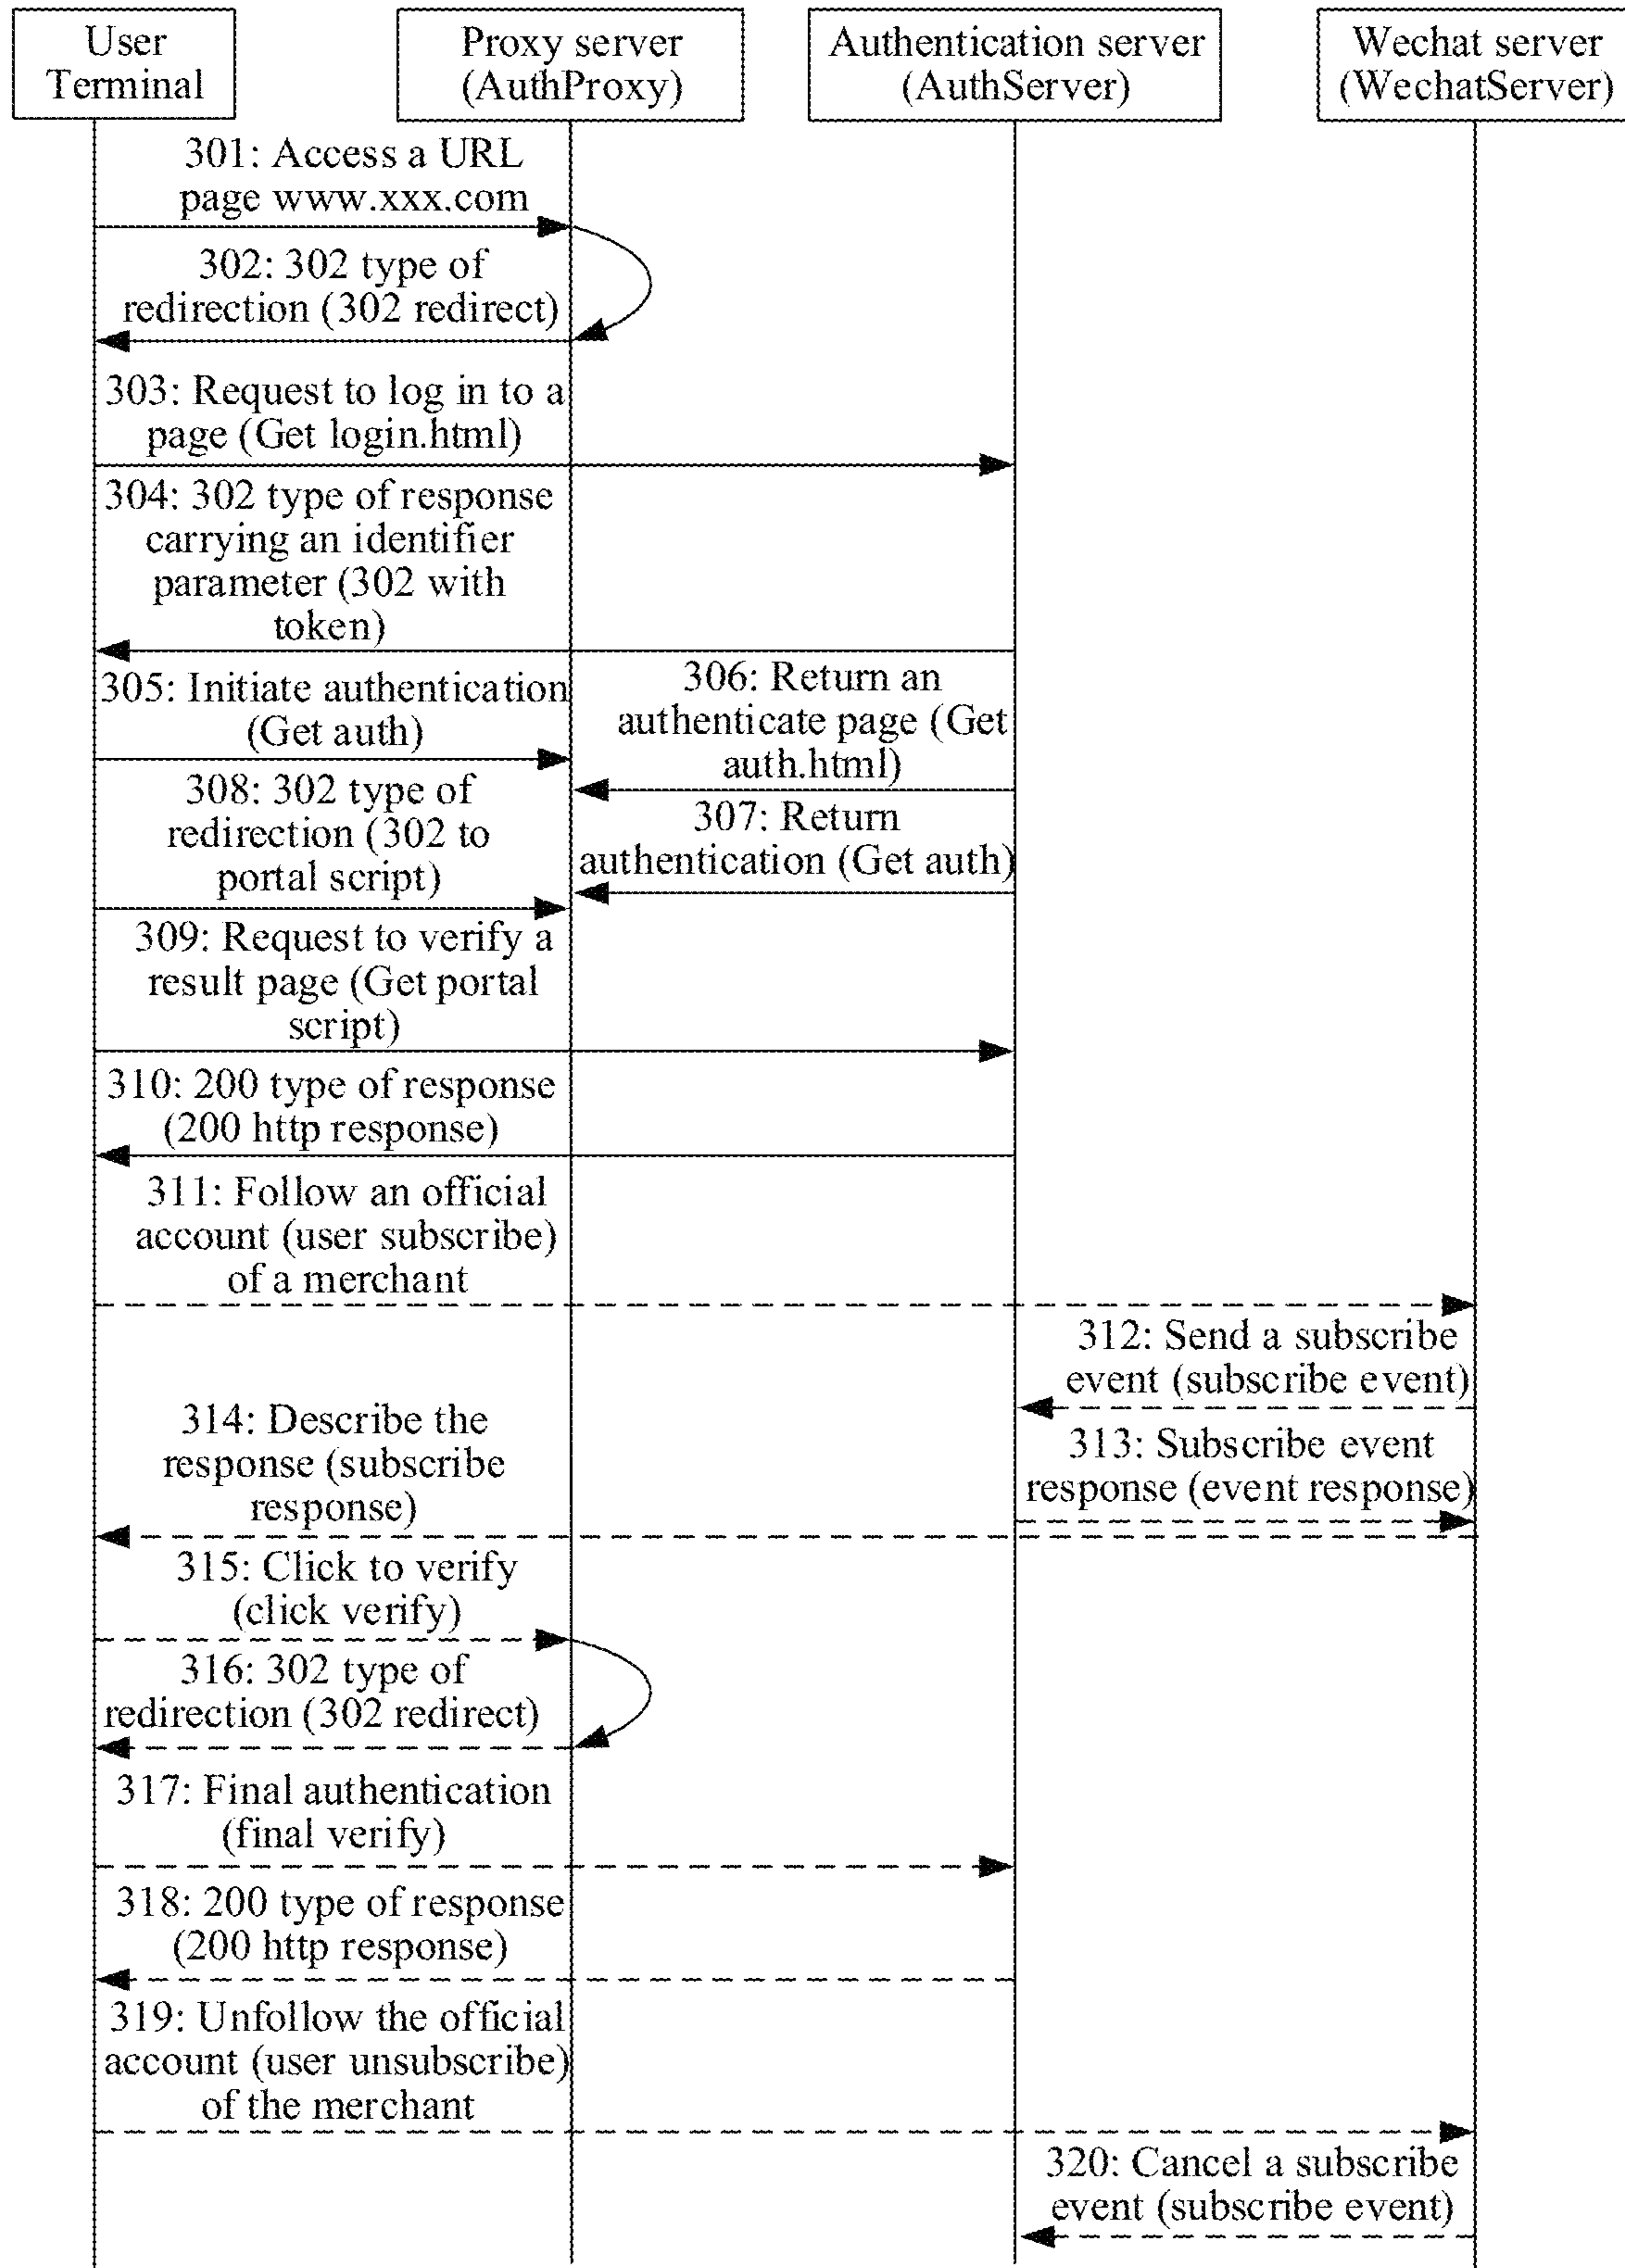 User
Terminal
Proxy server
(AuthProxy)
Authentication server
(AuthServer)
Wechat server
(WechatServer)
301: Access a URL
page www.xxx.com
302: 302 type of
redirection (302 redirect)
303: Request to log in to a
page (Get login.html)
304: 302 type of response
carrying an identifier
parameter (302 with
token)
305: Initiate authentication
(Get auth)
306: Return an
authenticate page (Get
auth.html)
308: 302 type of
redirection (302 to
portal script)
307: Return
authentication (Get auth)
309: Request to verify a
result page (Get portal
script)
310: 200 type of response
(200 http response)
311: Follow an official
account (user subscribe)
of a merchant
312: Send a subscribe
event (subscribe event)
314: Describe the
response (subscribe
response)
313: Subscribe event
response (event response)
315: Click to verify
(click verify)
316: 302 type of
redirection (302 redirect)
317: Final authentication
(final verify)
318: 200 type of response
(200 http response)
319: Unfollow the official
account (user unsubscribe)
of the merchant
320: Cancel a subscribe
event (subscribe event)